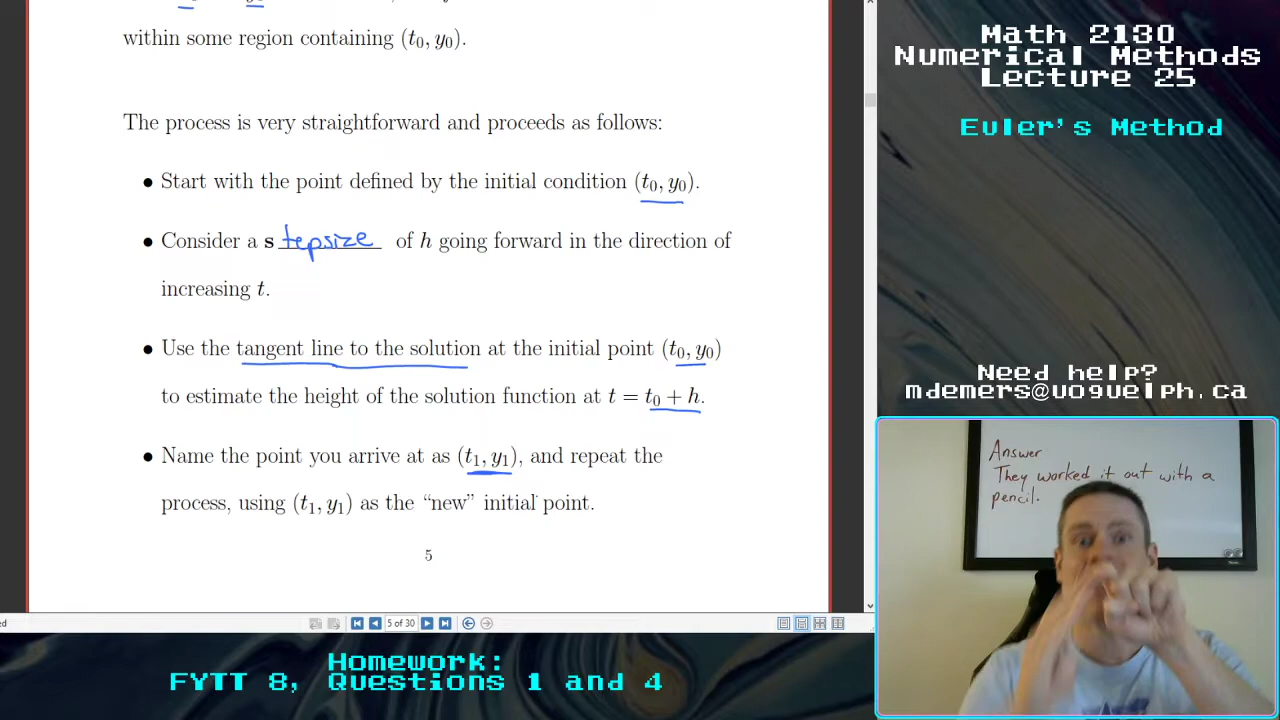 within some region containing (t₀, y₀).
The process is very straightforward and proceeds as follows:
• Start with the point defined by the initial condition (t₀, y₀).
• Consider a stepsize of h going forward in the direction of
increasing t.
• Use the tangent line to the solution at the initial point (t₀, y₀)
to estimate the height of the solution function at t = t₀ + h.
• Name the point you arrive at as (t₁, y₁), and repeat the
process, using (t₁, y₁) as the “new” initial point.
5
5 of 30
Math 2130
Numerical Methods
Lecture 25
Euler's Method
Need help?
mdemers@uoguelph.ca
Answer
They worked it out with a
pencil.
Homework:
FYTT 8, Questions 1 and 4